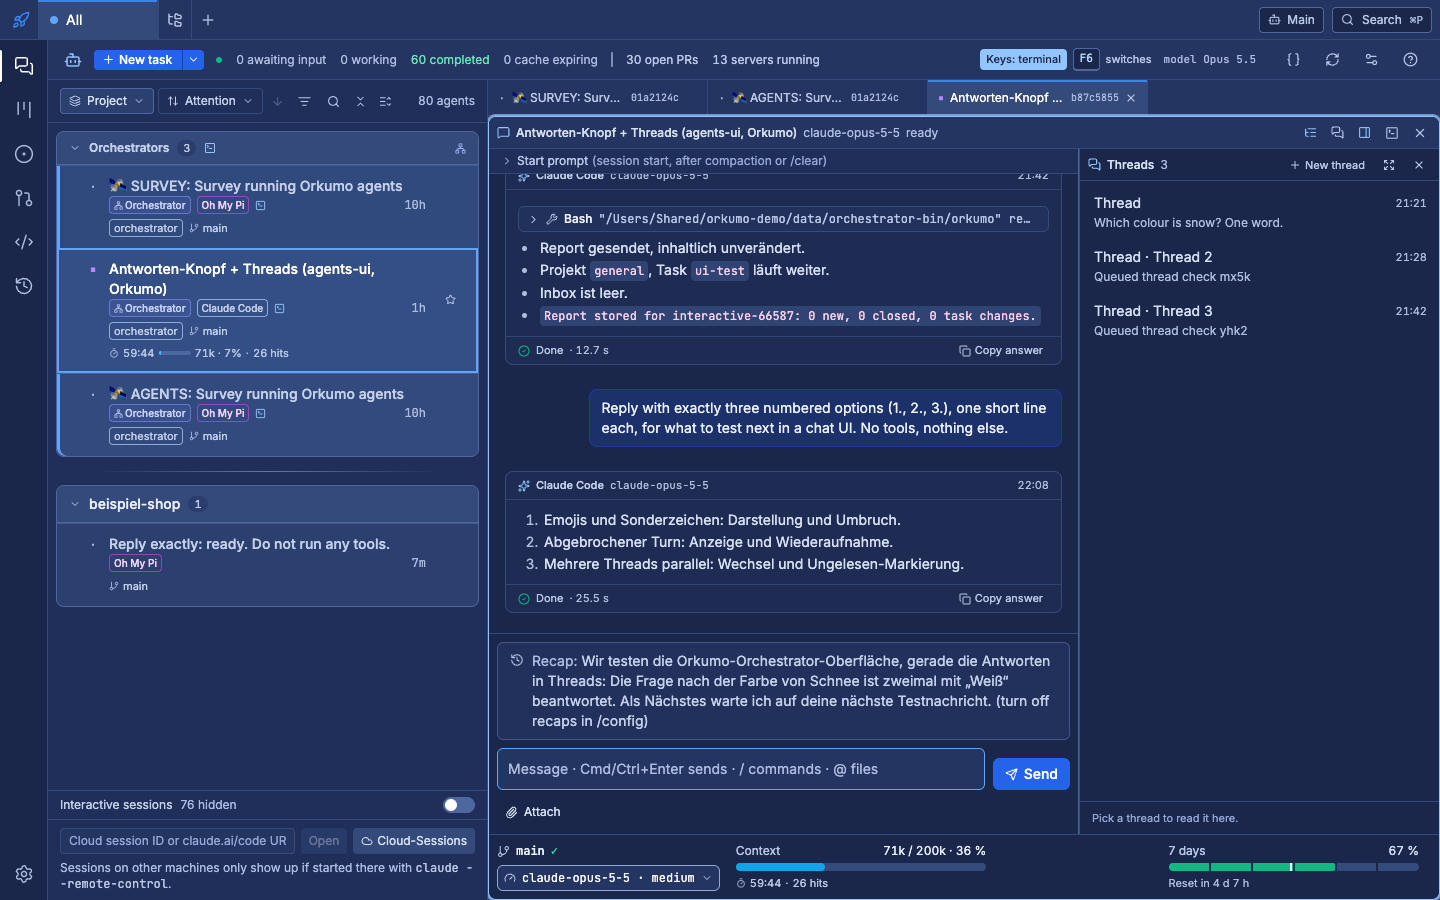 All
Main
Search ⌘P
New task
0 awaiting input
0 working
60 completed
0 cache expiring
30 open PRs
13 servers running
Keys: terminal
F6
switches
model Opus 5.5
Project
Attention
80 agents
Orchestrators 3
SURVEY: Survey running Orkumo agents
Orchestrator
Oh My Pi
10h
orchestrator
main
Antworten-Knopf + Threads (agents-ui,
Orkumo)
Orchestrator
Claude Code
1h
orchestrator
main
59:44
71k · 7% · 26 hits
AGENTS: Survey running Orkumo agents
Orchestrator
Oh My Pi
10h
orchestrator
main
beispiel-shop 1
Reply exactly: ready. Do not run any tools.
Oh My Pi
7m
main
Interactive sessions 76 hidden
Cloud session ID or claude.ai/code UR
Open
Cloud-Sessions
Sessions on other machines only show up if started there with claude -
-remote-control.
SURVEY: Surv... 01a2124c
AGENTS: Surv... 01a2124c
Antworten-Knopf ... b87c5855
Antworten-Knopf + Threads (agents-ui, Orkumo) claude-opus-5-5 ready
Start prompt (session start, after compaction or /clear)
Claude Code claude-opus-5-5 21:42
Bash "/Users/Shared/orkumo-demo/data/orchestrator-bin/orkumo" re…
Report gesendet, inhaltlich unverändert.
Projekt general, Task ui-test läuft weiter.
Inbox ist leer.
Report stored for interactive-66587: 0 new, 0 closed, 0 task changes.
Done · 12.7 s
Copy answer
Reply with exactly three numbered options (1., 2., 3.), one short line
each, for what to test next in a chat UI. No tools, nothing else.
Claude Code claude-opus-5-5 22:08
1. Emojis und Sonderzeichen: Darstellung und Umbruch.
2. Abgebrochener Turn: Anzeige und Wiederaufnahme.
3. Mehrere Threads parallel: Wechsel und Ungelesen-Markierung.
Done · 25.5 s
Copy answer
Recap: Wir testen die Orkumo-Orchestrator-Oberfläche, gerade die Antworten
in Threads: Die Frage nach der Farbe von Schnee ist zweimal mit „Weiß“
beantwortet. Als Nächstes warte ich auf deine nächste Testnachricht. (turn off
recaps in /config)
Message · Cmd/Ctrl+Enter sends · / commands · @ files
Send
Attach
main ✓
claude-opus-5-5 · medium
Context 71k / 200k · 36 %
59:44 · 26 hits
7 days 67 %
Reset in 4 d 7 h
Threads 3
New thread
Thread 21:21
Which colour is snow? One word.
Thread · Thread 2 21:28
Queued thread check mx5k
Thread · Thread 3 21:42
Queued thread check yhk2
Pick a thread to read it here.